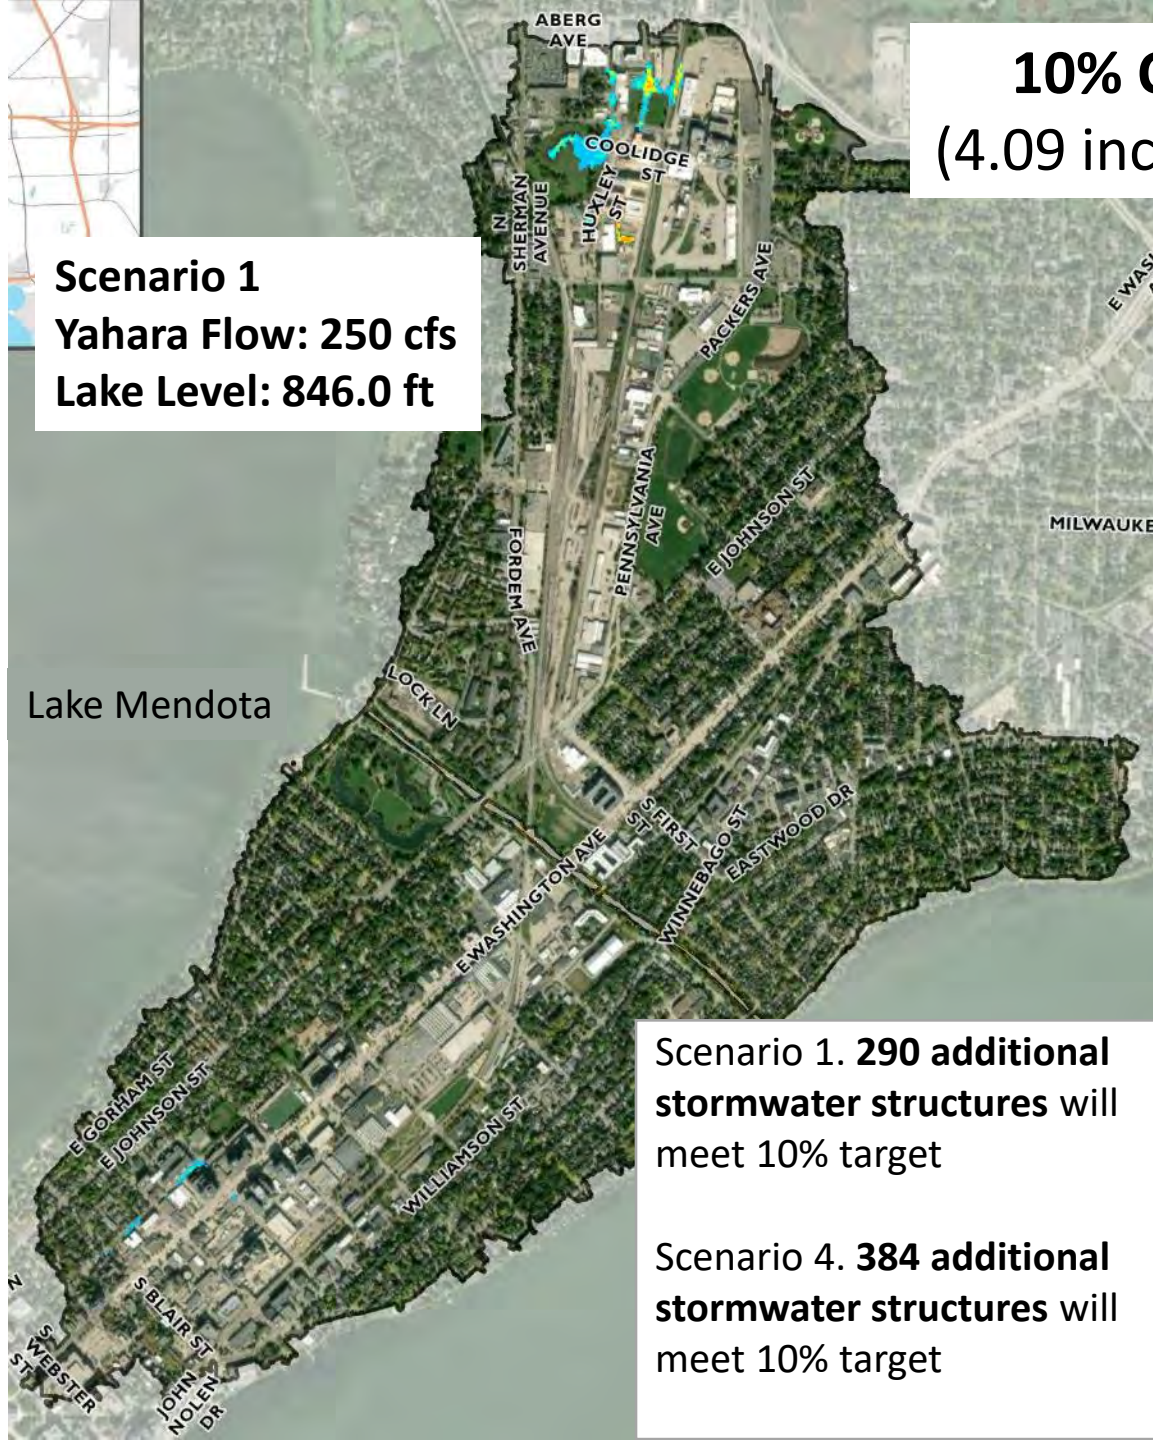 ABERG
AVE
10%
(4.09
COOLIDGE
ST
HUXLEY
ST
N
SHERMAN
AVENUE
Scenario 1
Yahara Flow: 250 cfs
Lake Level: 846.0 ft
PACKERS AVE
E
PENNSYLVANIA
AVE
E JOHNSON ST
FORDEM AVE
LOCK LN
Lake Mendota
S FIRST
ST
WINNEBAGO ST
EASTWOOD DR
E WASHINGTON AVE
E GORHAM ST
E JOHNSON ST
WILLIAMSON ST
Scenario 1. 290 additional
stormwater structures will
meet 10% target
Scenario 4. 384 additional
stormwater structures will
meet 10% target
S BLAIR ST
N
S
WEBSTER
ST
JOHN
NOLEN
DR